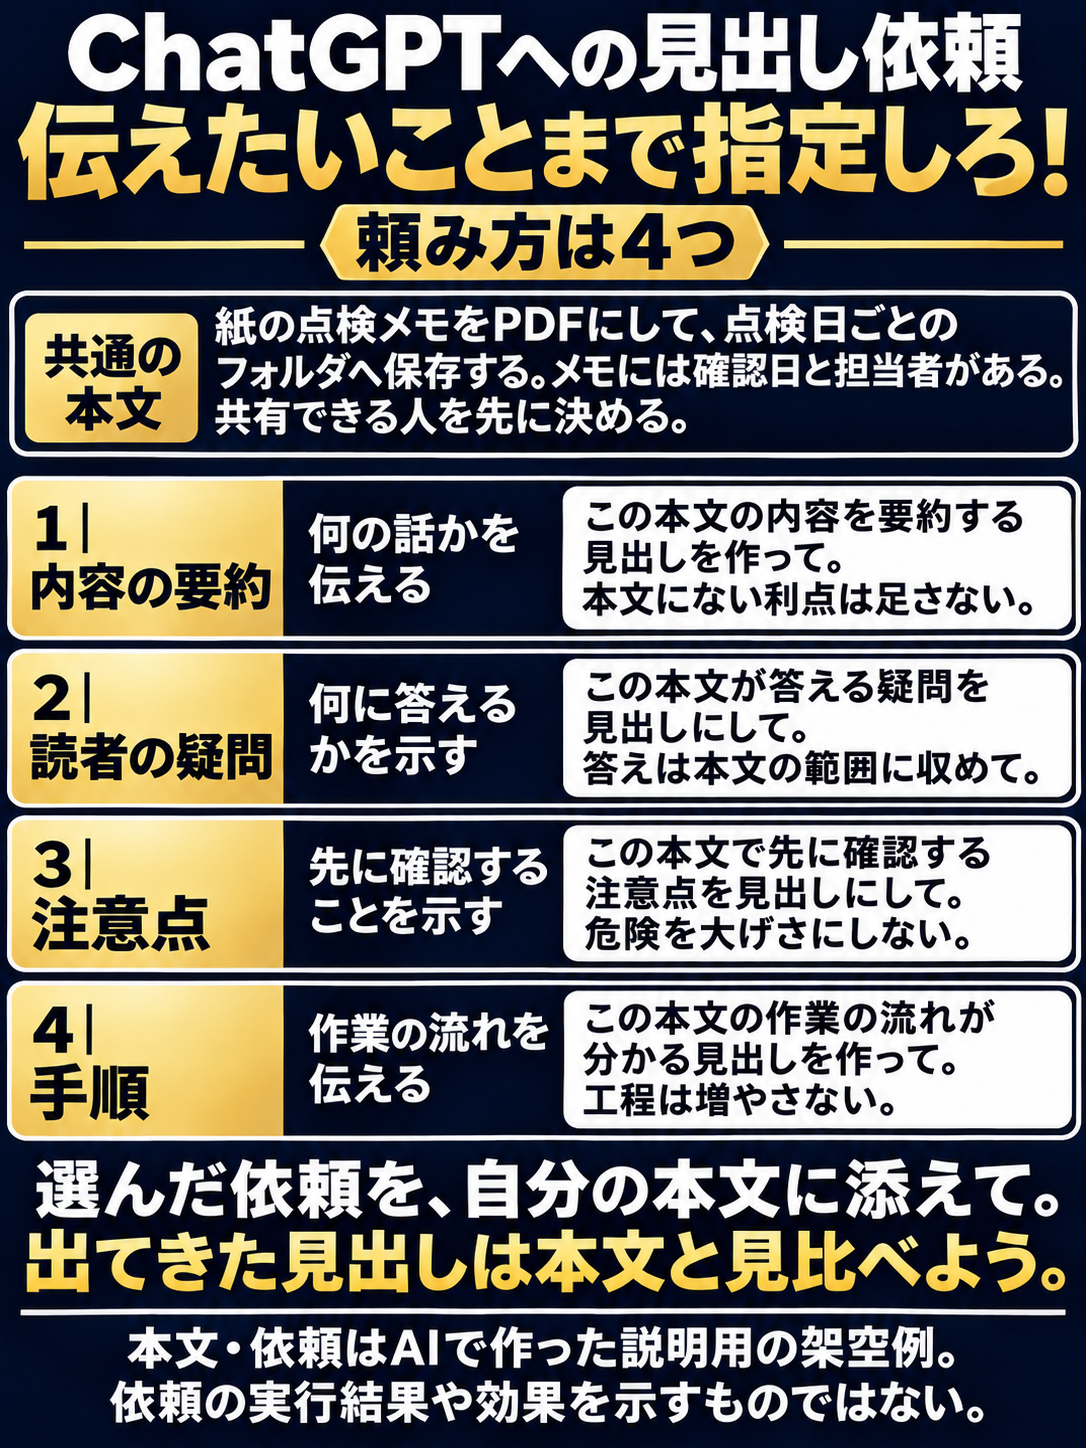 ChatGPTへの見出し依頼
伝えたいことまで指定しろ!
頼み方は4つ
共通の
本文
紙の点検メモをPDFにして、点検日ごとの
フォルダへ保存する。メモには確認日と担当者がある。
共有できる人を先に決める。
1|
内容の要約
何の話かを
伝える
この本文の内容を要約する
見出しを作って。
本文にない利点は足さない。
2|
読者の疑問
何に答える
かを示す
この本文が答える疑問を
見出しにして。
答えは本文の範囲に収めて。
3|
注意点
先に確認する
ことを示す
この本文で先に確認する
注意点を見出しにして。
危険を大げさにしない。
4|
手順
作業の流れを
伝える
この本文の作業の流れが
分かる見出しを作って。
工程は増やさない。
選んだ依頼を、自分の本文に添えて。
出てきた見出しは本文と見比べよう。
本文・依頼はAIで作った説明用の架空例。
依頼の実行結果や効果を示すものではない。